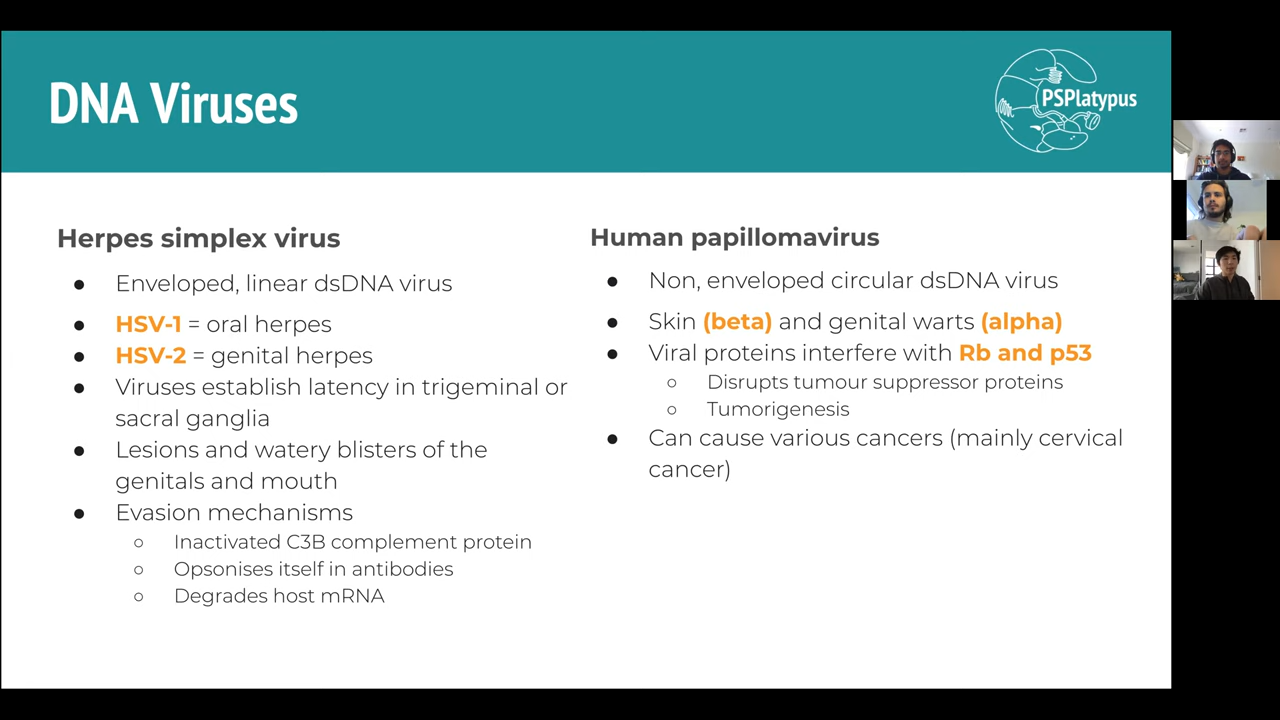 DNA Viruses
PSPlatypus
Herpes simplex virus
● Enveloped, linear dsDNA virus
● HSV-1 = oral herpes
● HSV-2 = genital herpes
● Viruses establish latency in trigeminal or
sacral ganglia
● Lesions and watery blisters of the
genitals and mouth
● Evasion mechanisms
○ Inactivated C3B complement protein
○ Opsonises itself in antibodies
○ Degrades host mRNA
Human papillomavirus
● Non, enveloped circular dsDNA virus
● Skin (beta) and genital warts (alpha)
● Viral proteins interfere with Rb and p53
○ Disrupts tumour suppressor proteins
○ Tumorigenesis
● Can cause various cancers (mainly cervical
cancer)